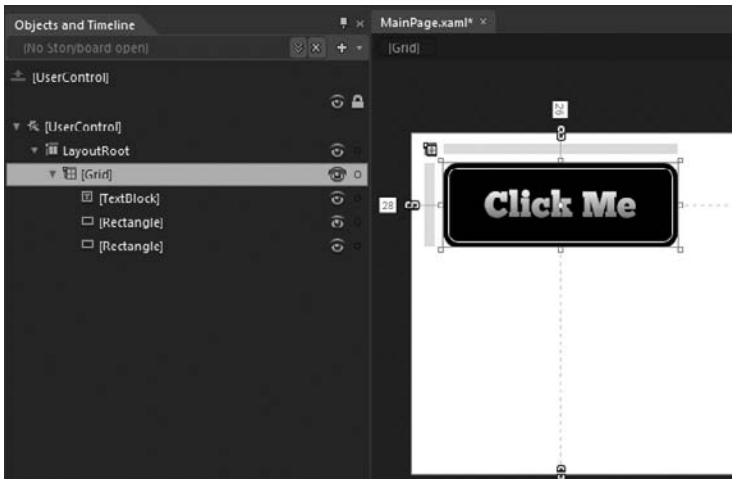 Objects and Timeline
(No Storyboard open)
[UserControl]
[UserControl]
LayoutRoot
[Grid]
[TextBlock]
[Rectangle]
[Rectangle]
MainPage.xaml* ×
[Grid]
26
28
Click Me